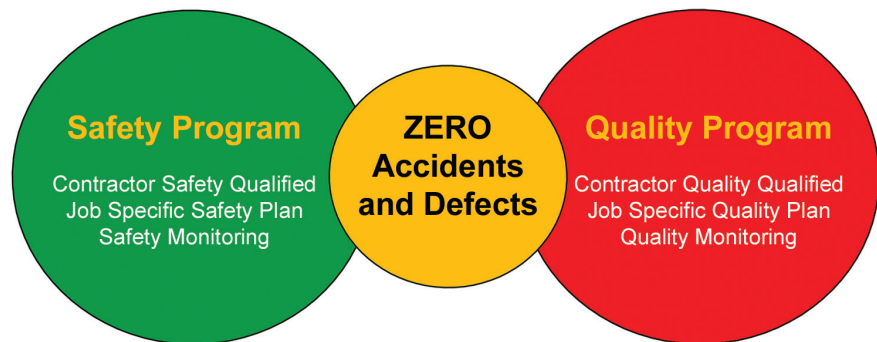 Safety Program
Contractor Safety Qualified
Job Specific Safety Plan
Safety Monitoring
ZERO
Accidents
and Defects
Quality Program
Contractor Quality Qualified
Job Specific Quality Plan
Quality Monitoring